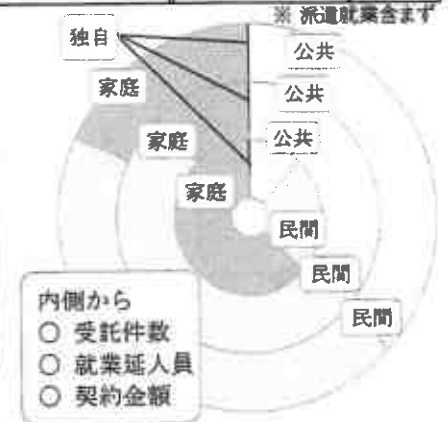 ※ 派遣就業含まず
独自
公共
家庭
公共
家庭
公共
家庭
民間
民間
民間
内側から
○ 受託件数
○ 就業延人員
○ 契約金額